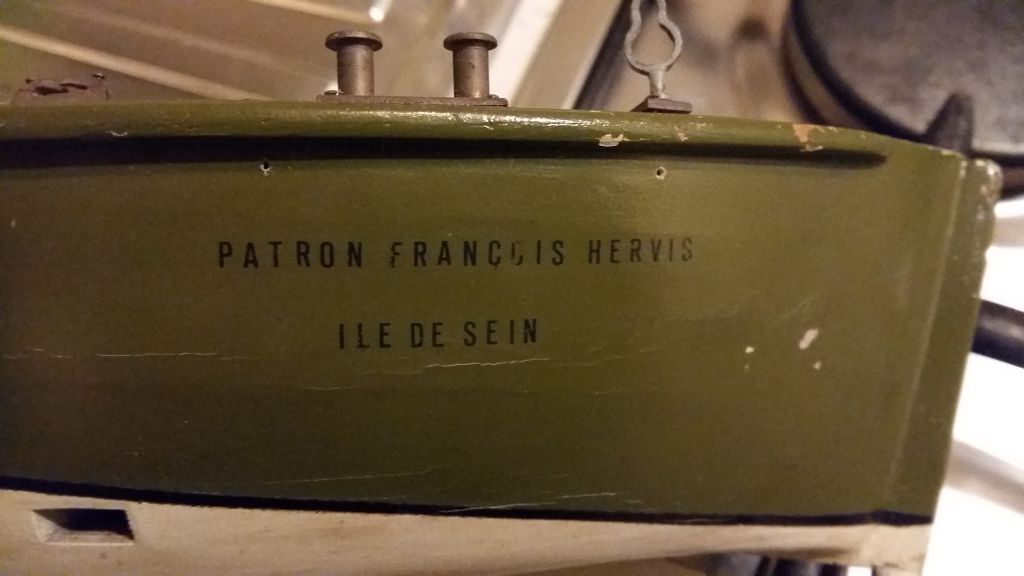 PATRON FRANÇOIS HERVIS
ILE DE SEIN